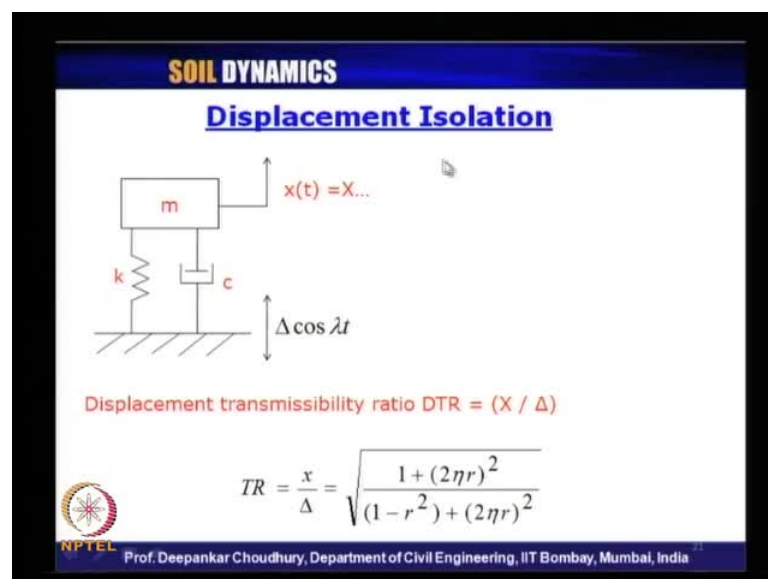 SOIL DYNAMICS
Displacement Isolation
x(t) =X...
m
k
c
Δ cos λt
Displacement transmissibility ratio DTR = (X / Δ)
TR = x/Δ = √((1 + (2ηr)²)/((1 − r²) + (2ηr)²))
NPTEL
Prof. Deepankar Choudhury, Department of Civil Engineering, IIT Bombay, Mumbai, India